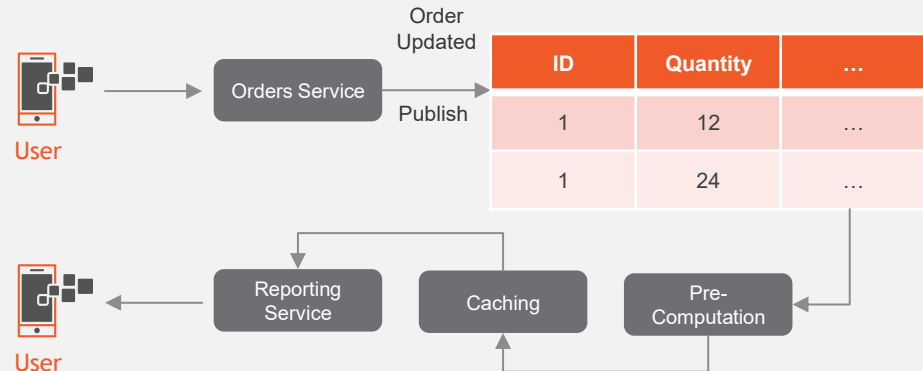 Order
Updated
Orders Service
Publish
User
ID Quantity …
1 12 …
1 24 …
Reporting
Service
Caching
Pre-
Computation
User